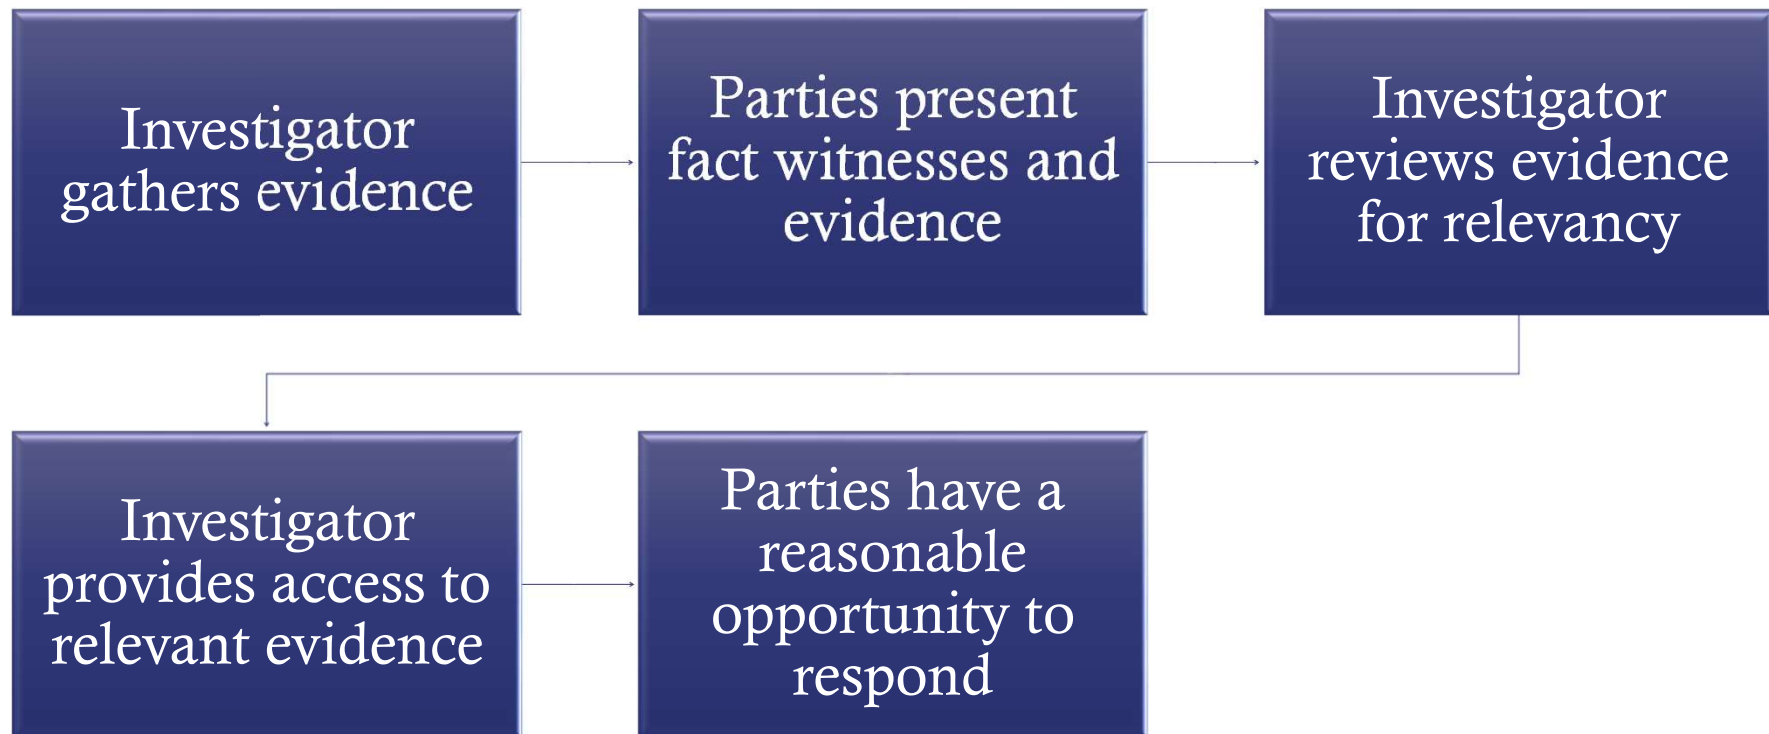 Investigator
gathers evidence
Parties present
fact witnesses and
evidence
Investigator
reviews evidence
for relevancy
Investigator
provides access to
relevant evidence
Parties have a
reasonable
opportunity to
respond